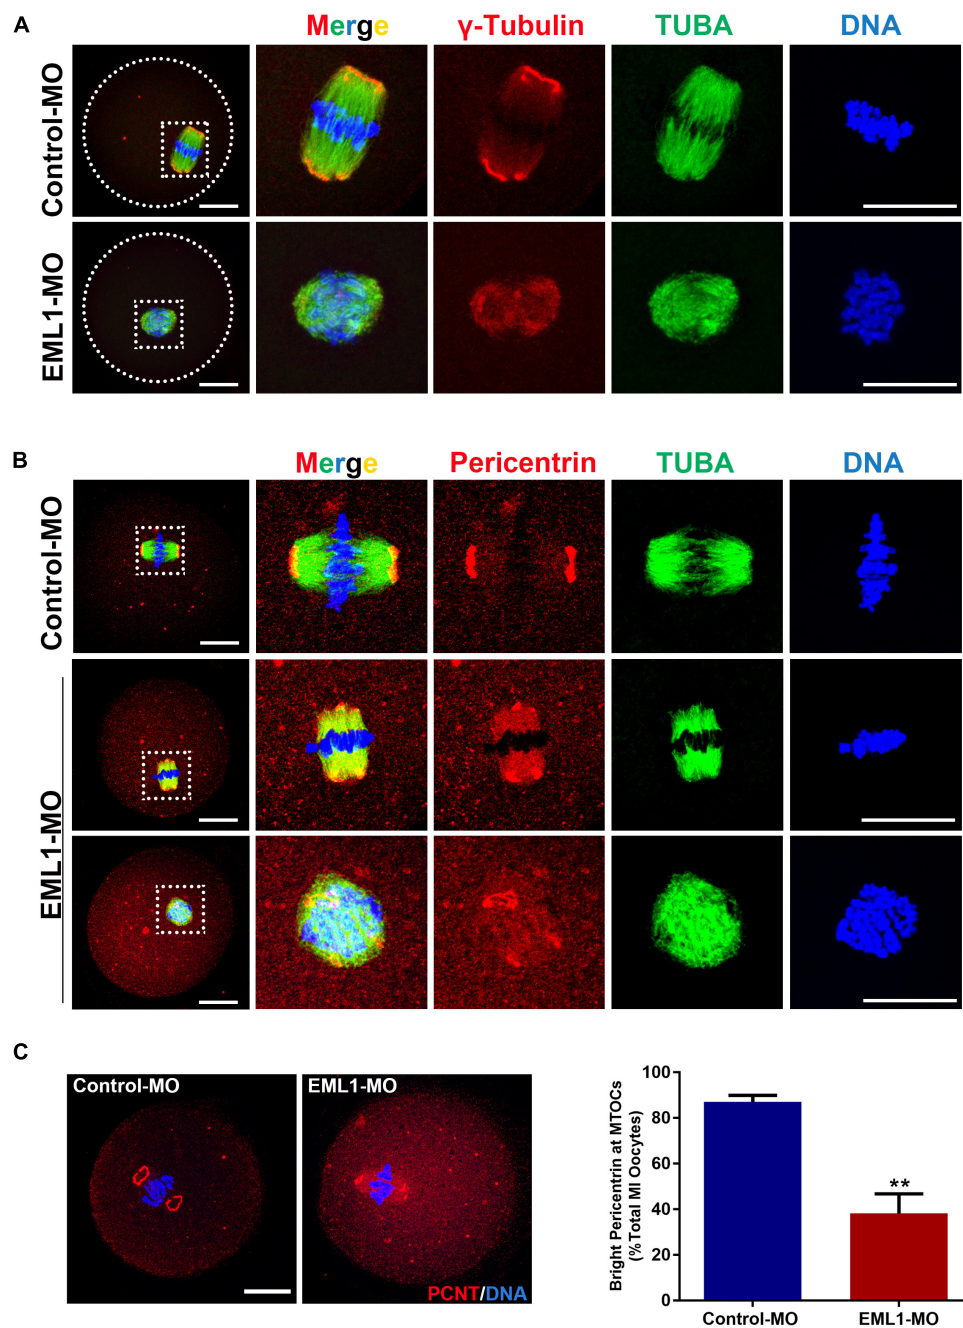 A
Merge γ-Tubulin TUBA DNA
Control-MO
EML1-MO
B
Merge Pericentrin TUBA DNA
Control-MO
EML1-MO
C
Control-MO
EML1-MO
PCNT/DNA
Bright Pericentrin at MTOCs
(%Total MI Oocytes)
100
80
60
40
20
0
**
Control-MO EML1-MO